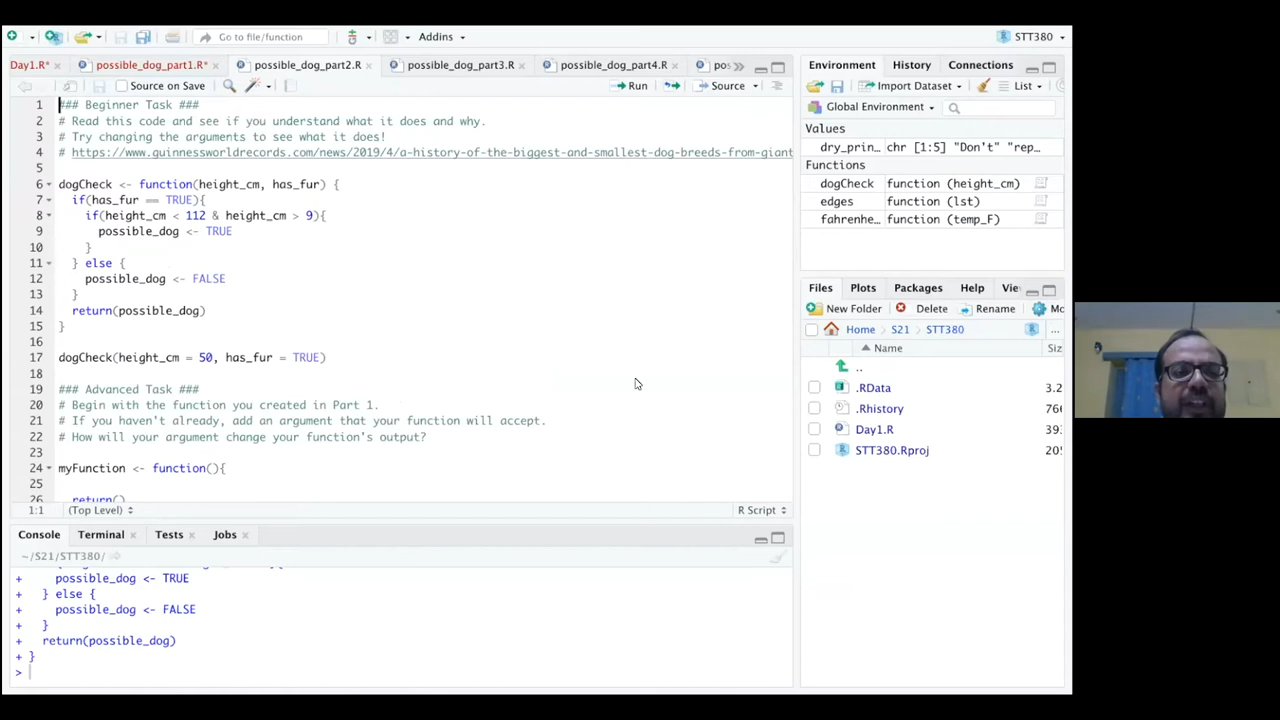 Go to file/function
Addins
STT380
Day1.R*
possible_dog_part1.R*
possible_dog_part2.R
possible_dog_part3.R
possible_dog_part4.R
pos
Source on Save
Run
Source
1 ### Beginner Task ###
2 # Read this code and see if you understand what it does and why.
3 # Try changing the arguments to see what it does!
4 # https://www.guinnessworldrecords.com/news/2019/4/a-history-of-the-biggest-and-smallest-dog-breeds-from-giant
5
6 dogCheck <- function(height_cm, has_fur) {
7 if(has_fur == TRUE){
8 if(height_cm < 112 & height_cm > 9){
9 possible_dog <- TRUE
10 }
11 } else {
12 possible_dog <- FALSE
13 }
14 return(possible_dog)
15 }
16
17 dogCheck(height_cm = 50, has_fur = TRUE)
18
19 ### Advanced Task ###
20 # Begin with the function you created in Part 1.
21 # If you haven't already, add an argument that your function will accept.
22 # How will your argument change your function's output?
23
24 myFunction <- function(){
25
26 return()
1:1 (Top Level) R Script
Console Terminal Tests Jobs
~/S21/STT380/
possible_dog <- TRUE
+ } else {
+ possible_dog <- FALSE
+ }
+ return(possible_dog)
+ }
>
Environment History Connections
Import Dataset
List
Global Environment
Values
dry_prin… chr [1:5] "Don't" "rep…
Functions
dogCheck function (height_cm)
edges function (lst)
fahrenhe… function (temp_F)
Files Plots Packages Help Vie
New Folder Delete Rename Mo
Home S21 STT380 ...
Name Siz
..
.RData 3.2
.Rhistory 766
Day1.R 39
STT380.Rproj 20